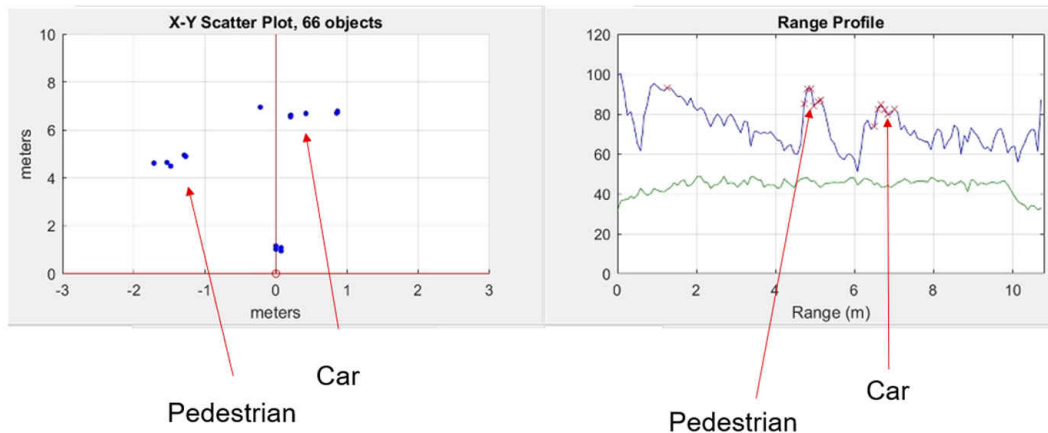 X-Y Scatter Plot, 66 objects
10
8
6
4
2
0
-3
-2
-1
0
1
2
3
meters
meters
Pedestrian
Car
Range Profile
120
100
80
60
40
20
0
0
2
4
6
8
10
Range (m)
Pedestrian
Car